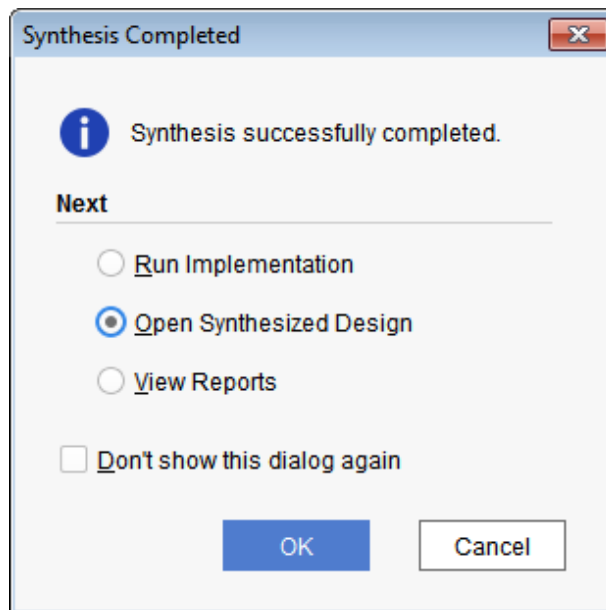 Synthesis Completed
Synthesis successfully completed.
Next
Run Implementation
Open Synthesized Design
View Reports
Don't show this dialog again
OK
Cancel